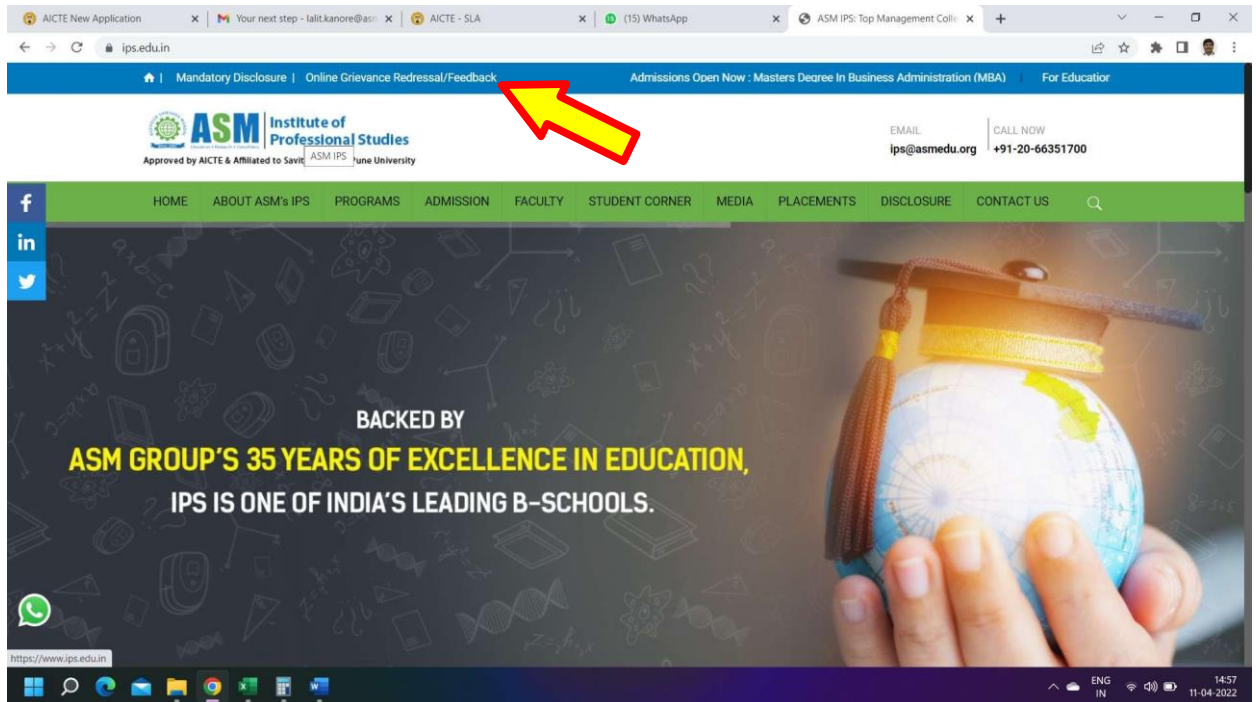 AICTE New Application
Your next step - lalit.kanore@asm
AICTE - SLA
(15) WhatsApp
ASM IPS: Top Management Colle
ips.edu.in
Mandatory Disclosure | Online Grievance Redressal/Feedback
Admissions Open Now : Masters Degree In Business Administration (MBA) | For Education
ASM Institute of
Professional Studies
ASM IPS
Approved by AICTE & Affiliated to Savit Pune University
EMAIL
ips@asmedu.org
CALL NOW
+91-20-66351700
HOME ABOUT ASM's IPS PROGRAMS ADMISSION FACULTY STUDENT CORNER MEDIA PLACEMENTS DISCLOSURE CONTACT US
f
in
BACKED BY
ASM GROUP'S 35 YEARS OF EXCELLENCE IN EDUCATION,
IPS IS ONE OF INDIA'S LEADING B-SCHOOLS.
https://www.ips.edu.in
ENG
IN
14:57
11-04-2022